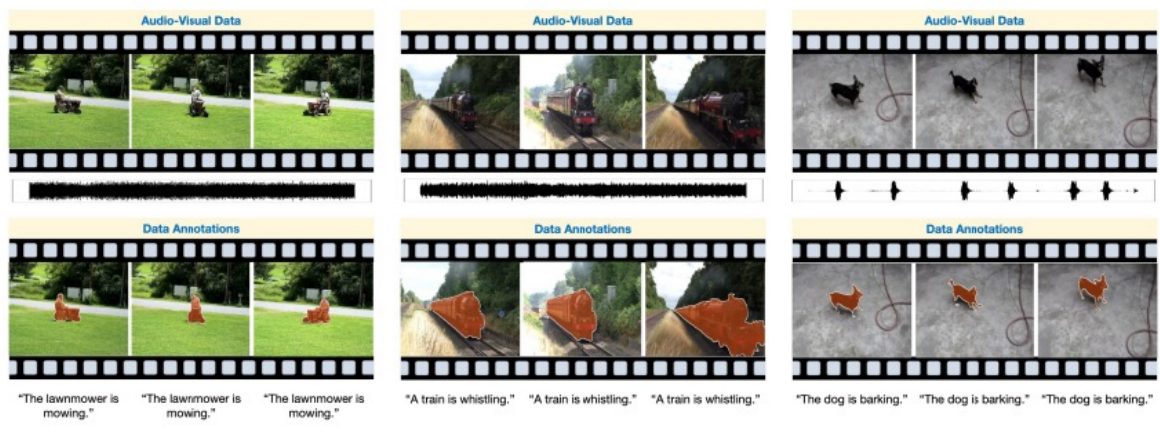 Audio-Visual Data
Audio-Visual Data
Audio-Visual Data
Data Annotations
Data Annotations
Data Annotations
"The lawnmower is
mowing."
"The lawnmower is
mowing."
"The lawnmower is
mowing."
"A train is whistling."
"A train is whistling."
"A train is whistling."
"The dog is barking."
"The dog is barking."
"The dog is barking."